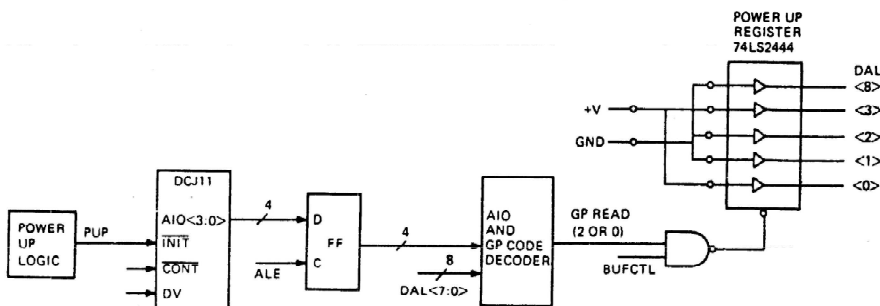 POWER UP
REGISTER
74LS2444
DAL
<8>
+V
<3>
GND
<2>
<1>
<0>
DCJ11
POWER
UP
LOGIC
PUP
AIO<3:0>
INIT
CONT
DV
4
D
FF
C
ALE
4
8
DAL<7:0>
AIO
AND
GP CODE
DECODER
GP READ
(2 OR 0)
BUFCTL